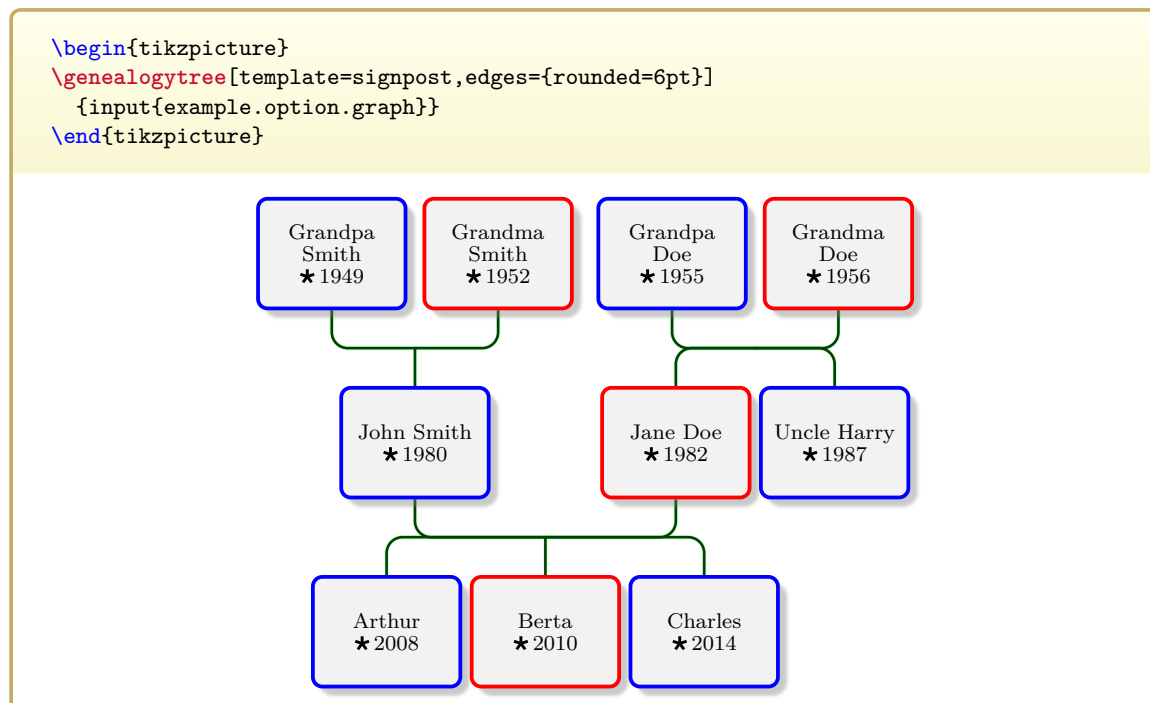 \begin{tikzpicture}
\genealogytree[template=signpost,edges={rounded=6pt}]
  {input{example.option.graph}}
\end{tikzpicture}
Grandpa
Smith
★1949
Grandma
Smith
★1952
Grandpa
Doe
★1955
Grandma
Doe
★1956
John Smith
★1980
Jane Doe
★1982
Uncle Harry
★1987
Arthur
★2008
Berta
★2010
Charles
★2014